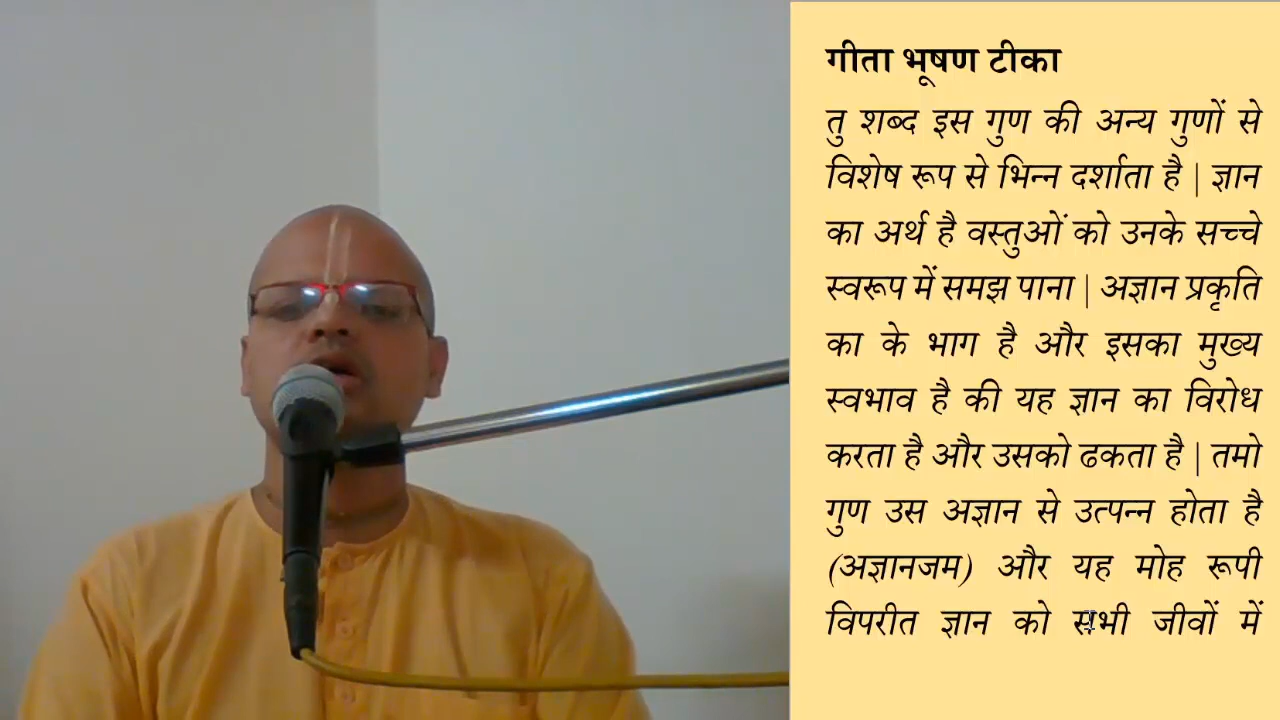 गीता भूषण टीका
तु शब्द इस गुण की अन्य गुणों से
विशेष रूप से भिन्न दर्शाता है | ज्ञान
का अर्थ है वस्तुओं को उनके सच्चे
स्वरूप में समझ पाना | अज्ञान प्रकृति
का के भाग है और इसका मुख्य
स्वभाव है की यह ज्ञान का विरोध
करता है और उसको ढकता है | तमो
गुण उस अज्ञान से उत्पन्न होता है
(अज्ञानजम) और यह मोह रूपी
विपरीत ज्ञान को सभी जीवों में